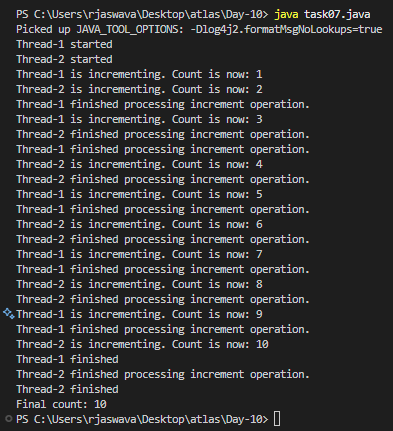 PS C:\Users\rjaswava\Desktop\atlas\Day-10> java task07.java
Picked up JAVA_TOOL_OPTIONS: -Dlog4j2.formatMsgNoLookups=true
Thread-1 started
Thread-2 started
Thread-1 is incrementing. Count is now: 1
Thread-2 is incrementing. Count is now: 2
Thread-1 finished processing increment operation.
Thread-1 is incrementing. Count is now: 3
Thread-2 finished processing increment operation.
Thread-1 finished processing increment operation.
Thread-2 is incrementing. Count is now: 4
Thread-2 finished processing increment operation.
Thread-1 is incrementing. Count is now: 5
Thread-1 finished processing increment operation.
Thread-2 is incrementing. Count is now: 6
Thread-2 finished processing increment operation.
Thread-1 is incrementing. Count is now: 7
Thread-1 finished processing increment operation.
Thread-2 is incrementing. Count is now: 8
Thread-2 finished processing increment operation.
Thread-1 is incrementing. Count is now: 9
Thread-1 finished processing increment operation.
Thread-2 is incrementing. Count is now: 10
Thread-1 finished
Thread-2 finished processing increment operation.
Thread-2 finished
Final count: 10
PS C:\Users\rjaswava\Desktop\atlas\Day-10>